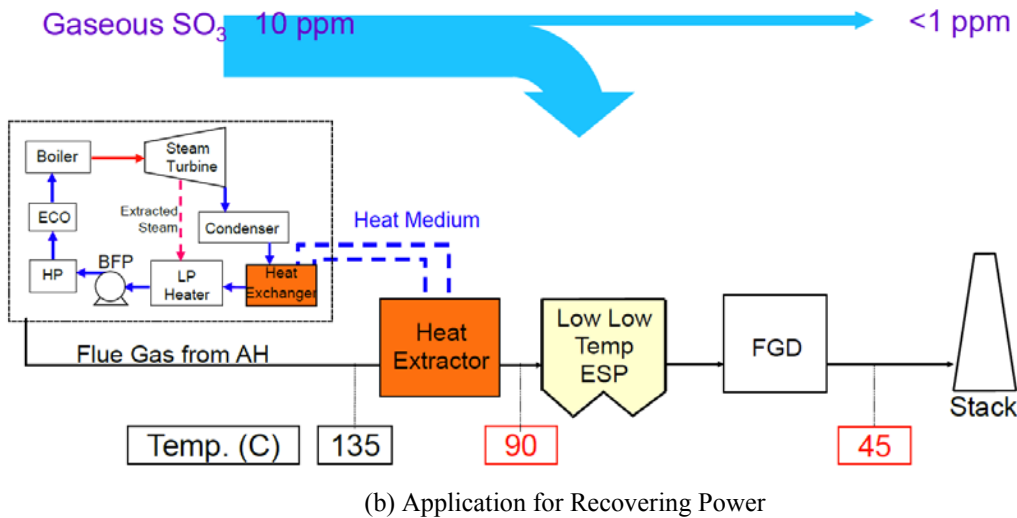 Gaseous SO₃ 10 ppm
<1 ppm
Boiler
Steam
Turbine
ECO
Extracted
Steam
Condenser
Heat Medium
HP
BFP
LP
Heater
Heat
Exchanger
Flue Gas from AH
Heat
Extractor
Low Low
Temp
ESP
FGD
Stack
Temp. (C)
135
90
45
(b) Application for Recovering Power